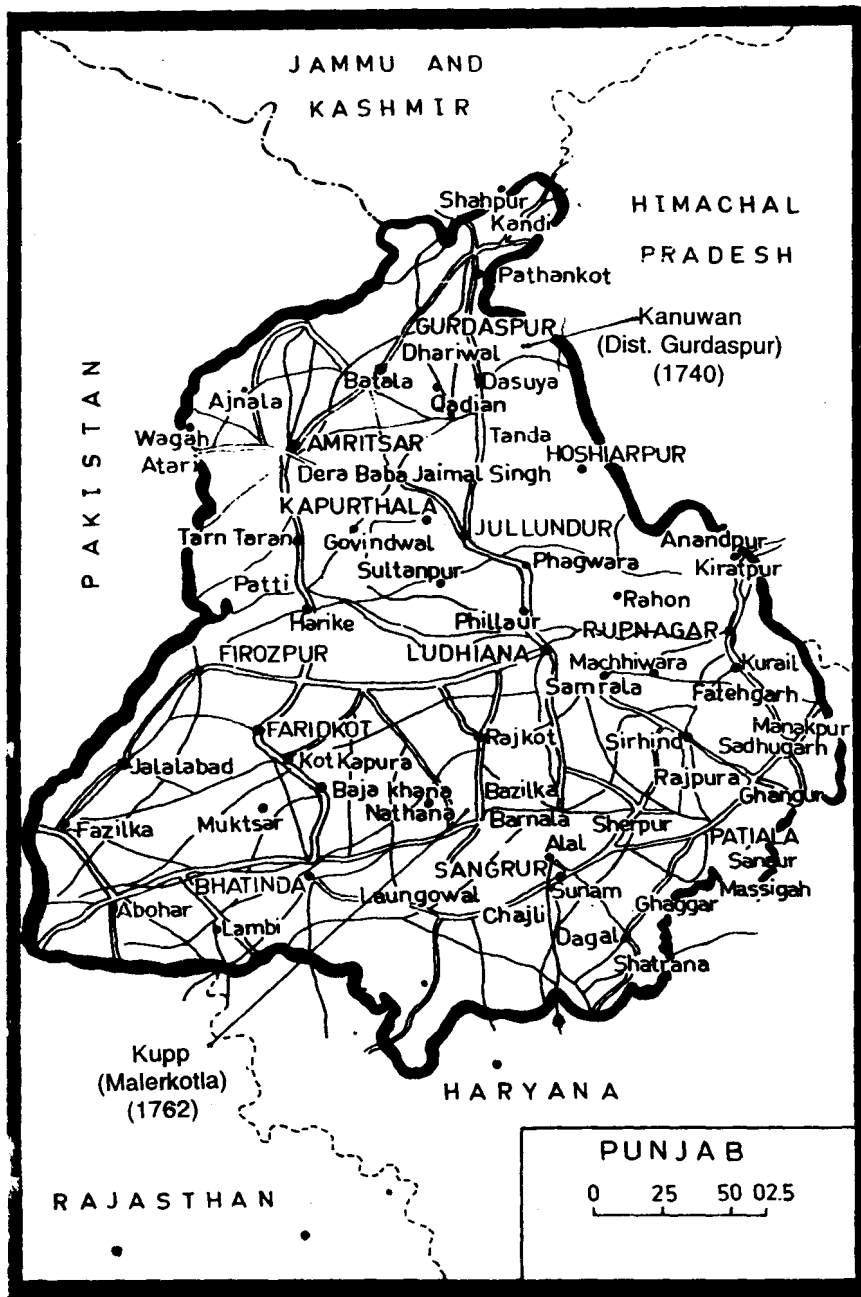 JAMMU AND
KASHMIR
HIMACHAL
PRADESH
Shahpur
Kandi
Pathankot
GURDASPUR
Dhariwal
Kanuwan
(Dist. Gurdaspur)
(1740)
PAKISTAN
Batala
Dasuya
Ajnala
Qadian
Wagah
Atari
AMRITSAR
Tanda
HOSHIARPUR
Dera Baba Jaimal Singh
KAPURTHALA
JULLUNDUR
Tarn Taran
Govindwal
Anandpur
Kiratpur
Sultanpur
Phagwara
Patti
Rahon
Harike
Phillaur
RUPNAGAR
FIROZPUR
LUDHIANA
Machhiwara
Kurail
Samrala
Fatehgarh
FARIDKOT
Rajkot
Sirhind
Manakpur
Sadhugarh
Jalalabad
Kot Kapura
Rajpura
Baja khana
Bazilka
Ghangur
Fazilka
Muktsar
Nathana
Barnala
Sherpur
PATIALA
Alal
Sandur
BHATINDA
SANGRUR
Sunam
Massigah
Abohar
Laungowal
Chajli
Ghaggar
Lambi
Dagal
Shatrana
Kupp
(Malerkotla)
(1762)
HARYANA
RAJASTHAN
PUNJAB
0 25 50 02.5